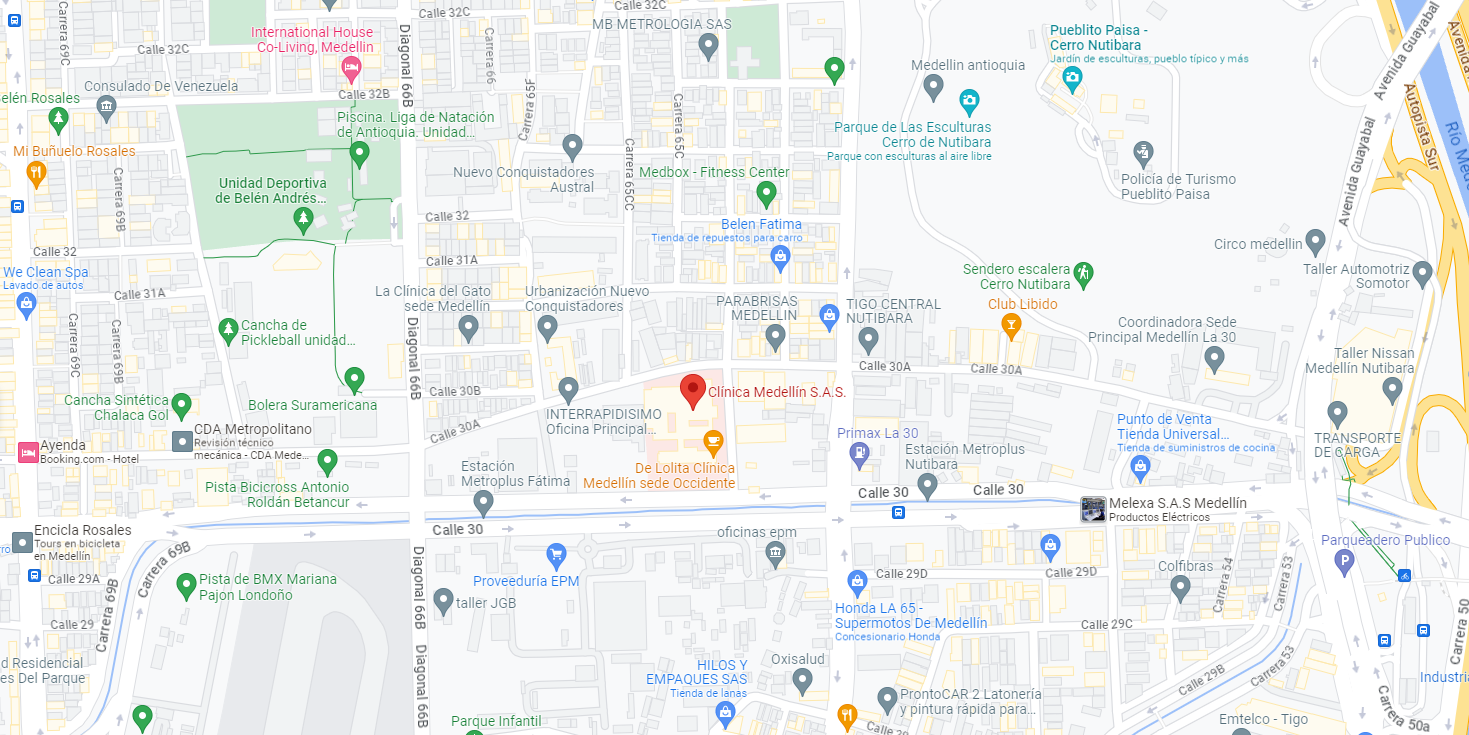 Calle 32C
Calle 32C
Carrera 69C
International House
Co-Living, Medellin
Calle 32C
Diagonal 66B
Carrera 66
MB METROLOGIA SAS
Pueblito Paisa -
Cerro Nutibara
Jardín de esculturas, pueblo típico y más
Avenida Guayabal
Consulado De Venezuela
Calle 32B
Carrera 65F
Medellin antioquia
Autopista Sur
elén Rosales
Mi Buñuelo Rosales
Piscina. Liga de Natación
de Antioquia. Unidad...
Carrera 65C
Parque de Las Esculturas
Cerro de Nutibara
Parque con esculturas al aire libre
Avenida Guayabal
Río Me
Carrera 69B
Unidad Deportiva
de Belén Andrés...
Nuevo Conquistadores
Austral
Carrera 65CC
Medbox - Fitness Center
Policía de Turismo
Pueblito Paisa
Calle 32
Calle 32
Belen Fatima
Tienda de repuestos para carro
Circo medellin
We Clean Spa
Lavado de autos
Calle 31A
Calle 31A
La Clínica del Gato
sede Medellín
Urbanización Nuevo
Conquistadores
PARABRISAS
MEDELLIN
TIGO CENTRAL
NUTIBARA
Sendero escalera
Cerro Nutibara
Club Libido
Taller Automotriz
Somotor
Carrera 69C
Carrera 69B
Cancha de
Pickleball unidad...
Diagonal 66B
Coordinadora Sede
Principal Medellín La 30
Taller Nissan
Medellín Nutibara
Calle 30A
Calle 30A
Cancha Sintética
Chalaca Gol
Bolera Suramericana
Calle 30B
Clínica Medellín S.A.S.
CDA Metropolitano
Revisión técnico
mecánica - CDA Mede...
Calle 30A
INTERRAPIDISIMO
Oficina Principal...
Primax La 30
Punto de Venta
Tienda Universal...
Tienda de suministros de cocina
TRANSPORTE
DE CARGA
Ayenda
Booking.com - Hotel
Estación
Metroplus Fátima
De Lolita Clínica
Medellín sede Occidente
Estación Metroplus
Nutibara
Pista Bicicross Antonio
Roldán Betancur
Calle 30
Calle 30
Melexa S.A.S Medellín
Productos Eléctricos
Encicla Rosales
Tours en bicicleta
en Medellín
Calle 30
oficinas epm
Parqueadero Publico
Carrera 69B
Carrera 69B
Calle 29A
Pista de BMX Mariana
Pajón Londoño
Diagonal 66B
Proveeduría EPM
taller JGB
Calle 29D
Calle 29D
Colfibras
Carrera 54
Carrera 53
Honda LA 65 -
Supermotos De Medellín
Concesionario Honda
Calle 29
Calle 29C
Carrera 50
d Residencial
es Del Parque
Diagonal 66B
HILOS Y
EMPAQUES SAS
Tienda de lanas
Oxisalud
Calle 29B
Carrera 53
Industria
ProntoCAR 2 Latonería
y pintura rápida para...
Carrera 50a
Parque Infantil
Emtelco - Tigo